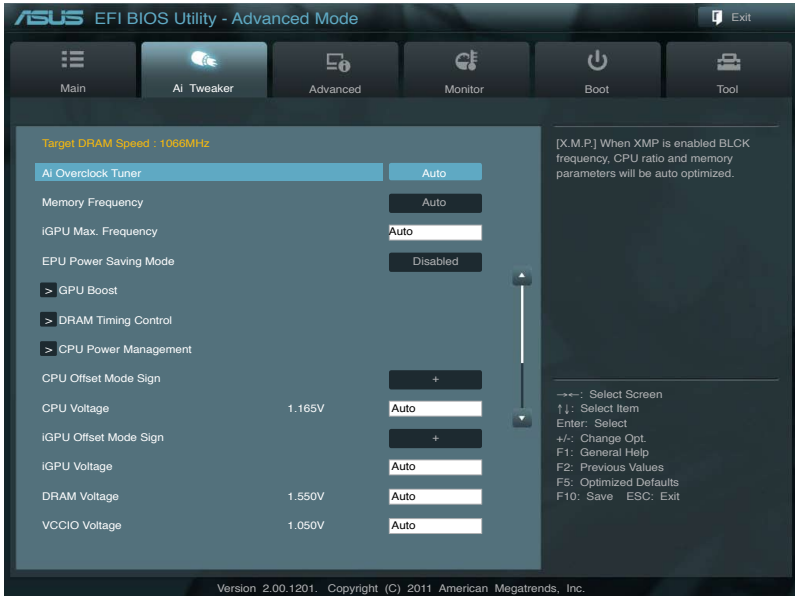 ASUS EFI BIOS Utility - Advanced Mode
Exit
Main
Ai Tweaker
Advanced
Monitor
Boot
Tool
Target DRAM Speed : 1066MHz
Ai Overclock Tuner Auto
Memory Frequency Auto
iGPU Max. Frequency Auto
EPU Power Saving Mode Disabled
> GPU Boost
> DRAM Timing Control
> CPU Power Management
CPU Offset Mode Sign +
CPU Voltage 1.165V Auto
iGPU Offset Mode Sign +
iGPU Voltage Auto
DRAM Voltage 1.550V Auto
VCCIO Voltage 1.050V Auto
[X.M.P.] When XMP is enabled BLCK
frequency, CPU ratio and memory
parameters will be auto optimized.
→←: Select Screen
↑↓: Select Item
Enter: Select
+/-: Change Opt.
F1: General Help
F2: Previous Values
F5: Optimized Defaults
F10: Save ESC: Exit
Version 2.00.1201. Copyright (C) 2011 American Megatrends, Inc.